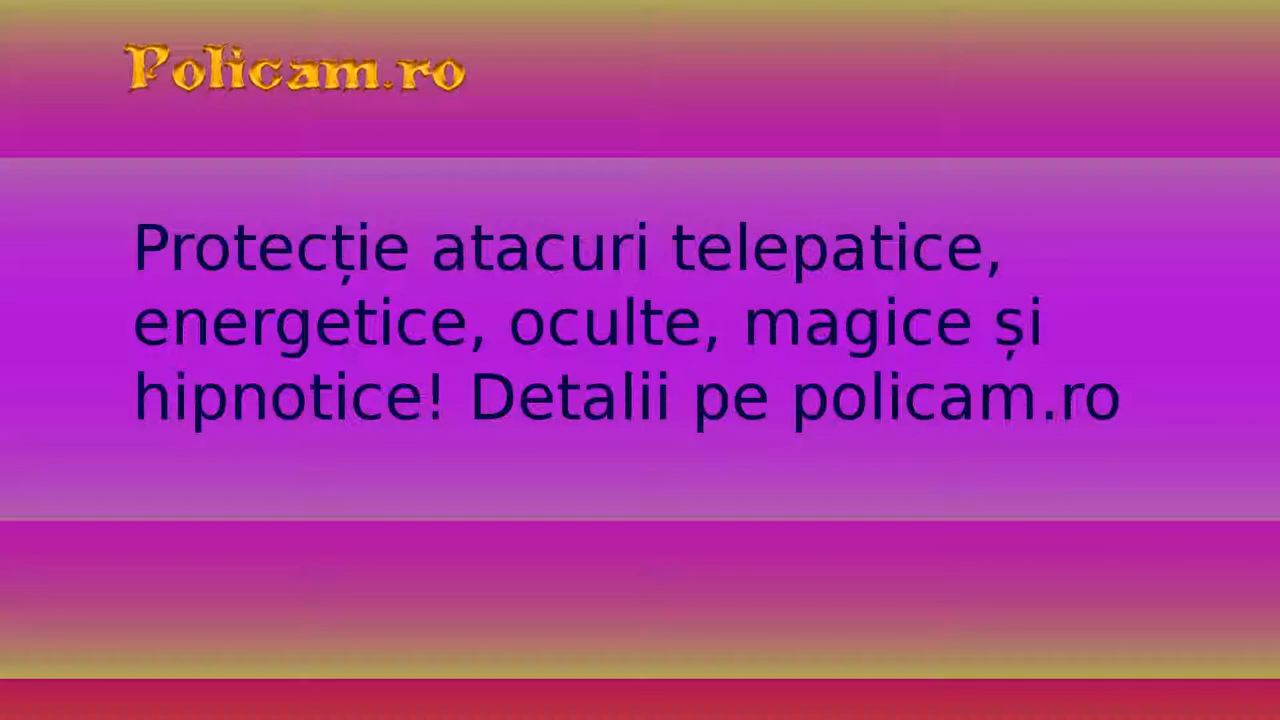 Policam.ro
Protecție atacuri telepatice,
energetice, oculte, magice și
hipnotice! Detalii pe policam.ro